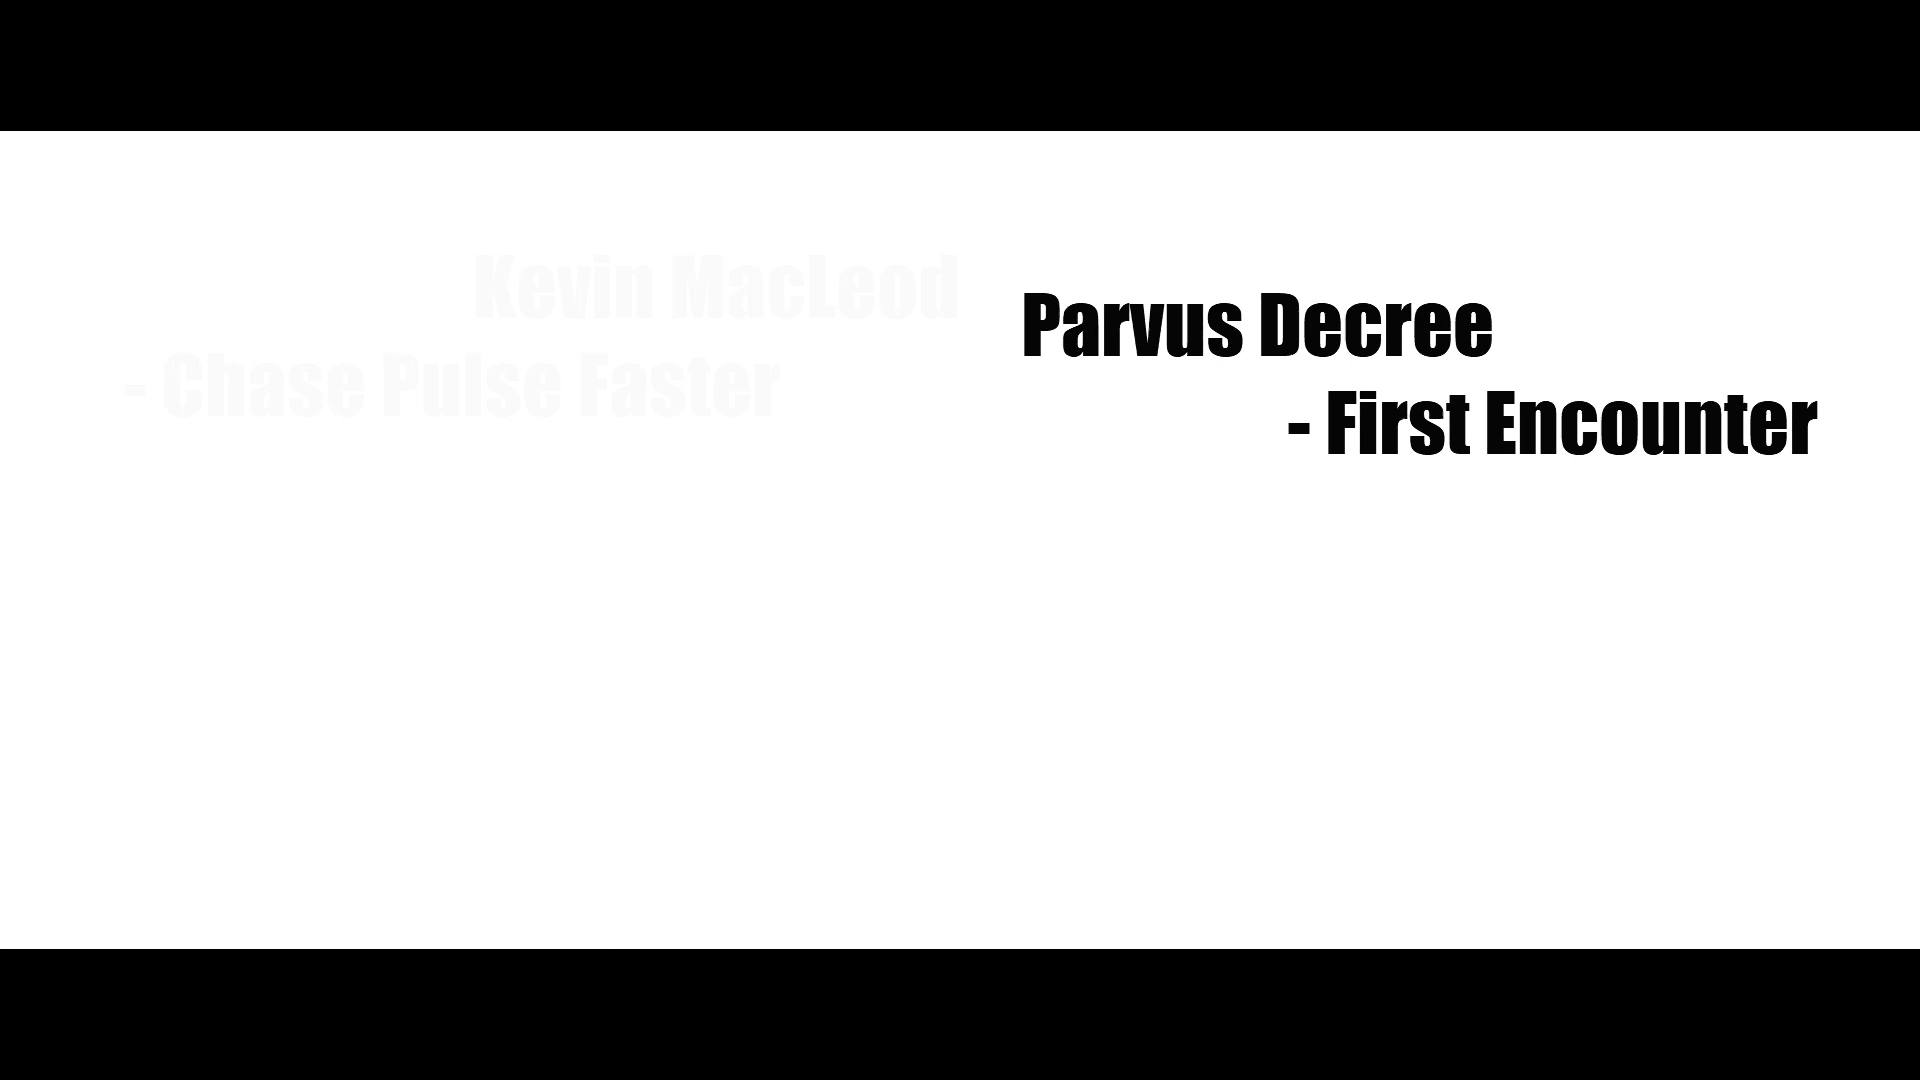 Kevin MacLeod
- Chase Pulse Faster
Parvus Decree
- First Encounter